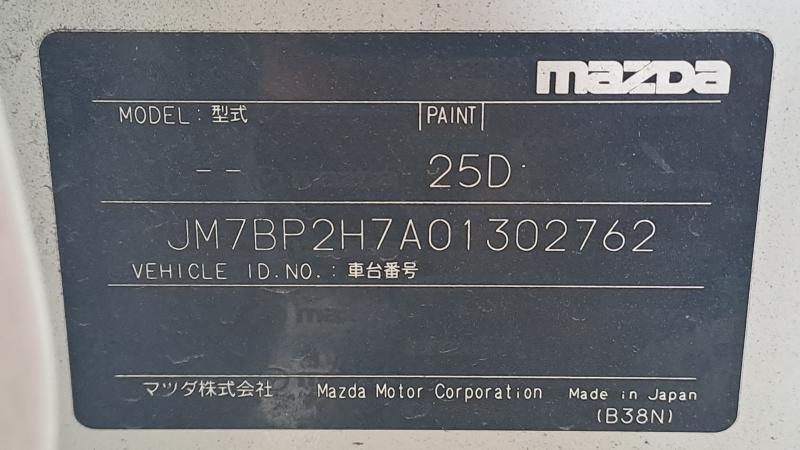 mazda
MODEL : 型式 PAINT
-- 25D
JM7BP2H7A01302762
VEHICLE ID.NO. : 車台番号
マツダ株式会社 Mazda Motor Corporation Made in Japan
(B38N)